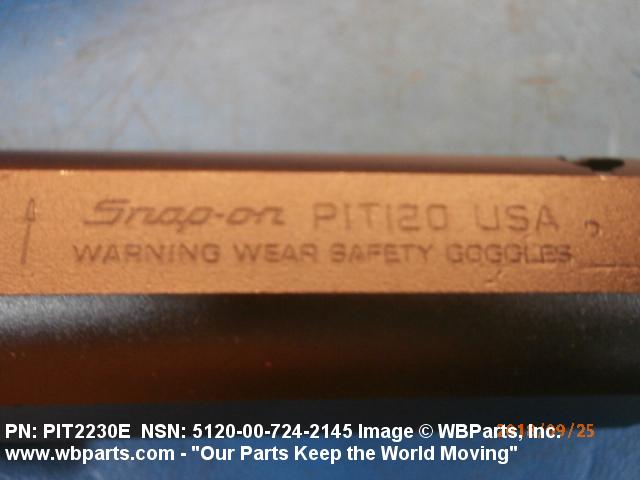 Snap-on PIT120 USA
WARNING WEAR SAFETY GOGGLES
PN: PIT2230E NSN: 5120-00-724-2145 Image © WBParts, Inc.
www.wbparts.com - "Our Parts Keep the World Moving"